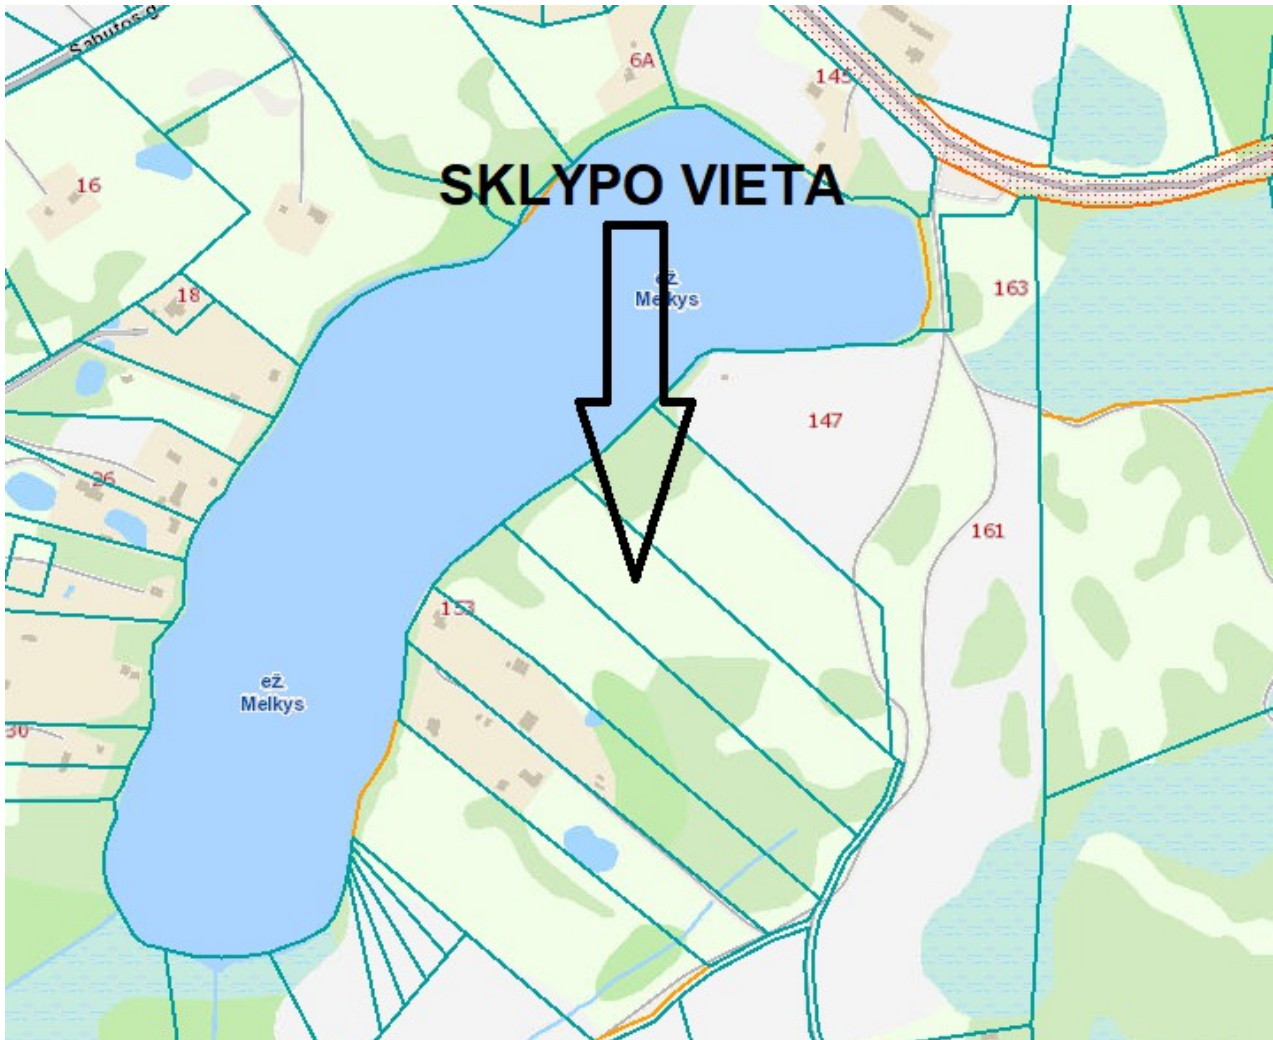 Sabutos g.
6A
145
16
SKLYPO VIETA
18
ež.
Melkys
163
147
26
161
153
ež.
Melkys
30